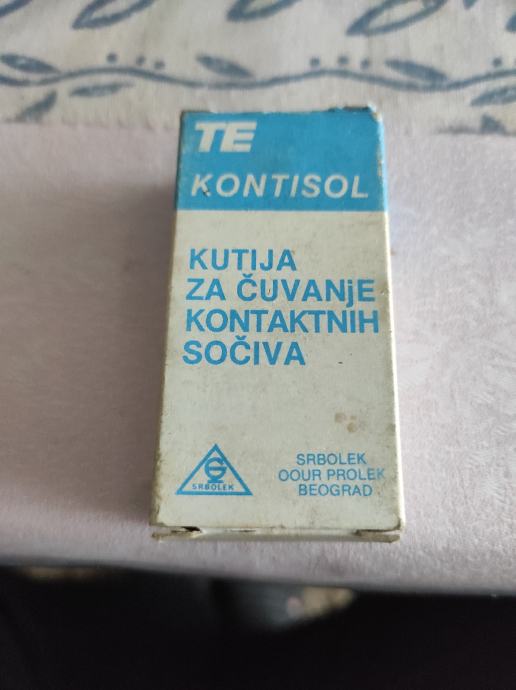 TE
KONTISOL
KUTIJA
ZA ČUVANjE
KONTAKTNIH
SOČIVA
SRBOLEK
SRBOLEK
OOUR PROLEK
BEOGRAD